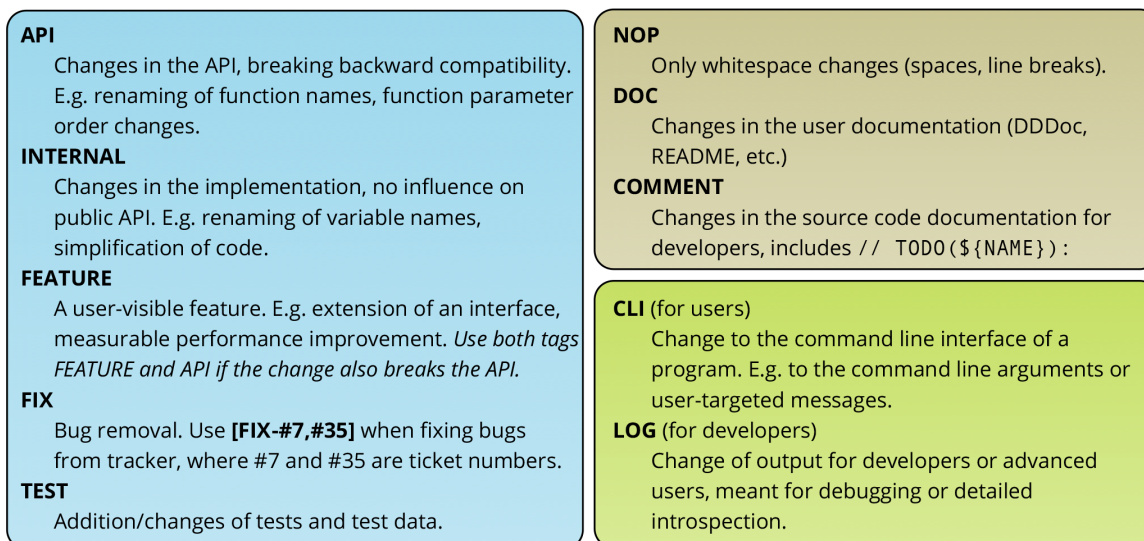 API
Changes in the API, breaking backward compatibility.
E.g. renaming of function names, function parameter
order changes.
INTERNAL
Changes in the implementation, no influence on
public API. E.g. renaming of variable names,
simplification of code.
FEATURE
A user-visible feature. E.g. extension of an interface,
measurable performance improvement. Use both tags
FEATURE and API if the change also breaks the API.
FIX
Bug removal. Use [FIX-#7,#35] when fixing bugs
from tracker, where #7 and #35 are ticket numbers.
TEST
Addition/changes of tests and test data.
NOP
Only whitespace changes (spaces, line breaks).
DOC
Changes in the user documentation (DDDoc,
README, etc.)
COMMENT
Changes in the source code documentation for
developers, includes // TODO(${NAME}):
CLI (for users)
Change to the command line interface of a
program. E.g. to the command line arguments or
user-targeted messages.
LOG (for developers)
Change of output for developers or advanced
users, meant for debugging or detailed
introspection.